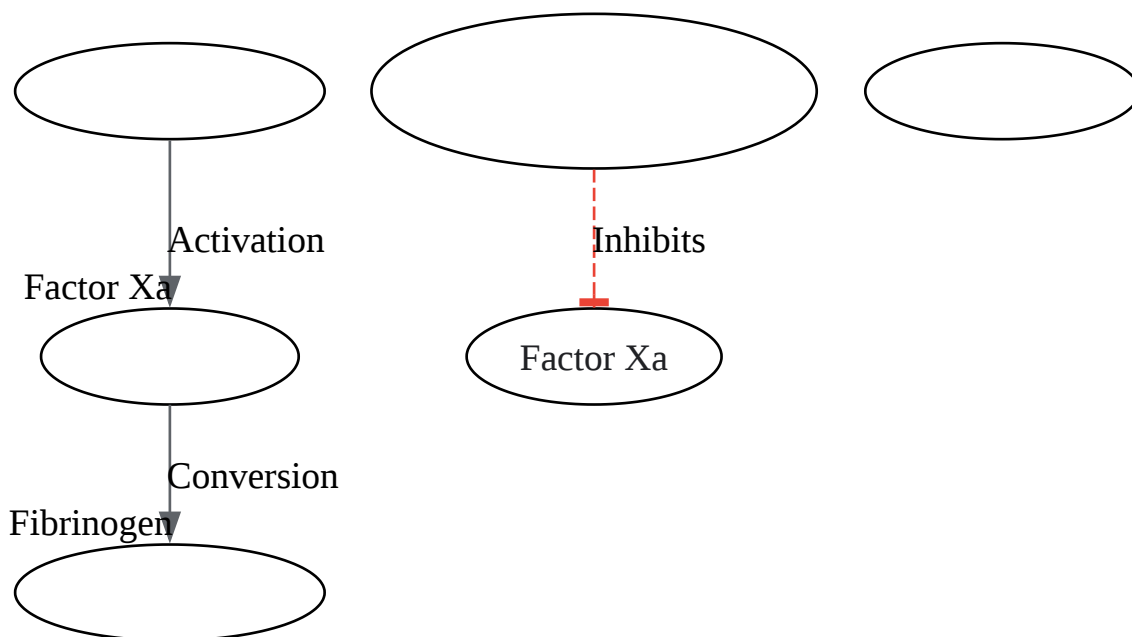 Activation
Inhibits
Factor Xa
Factor Xa
Conversion
Fibrinogen